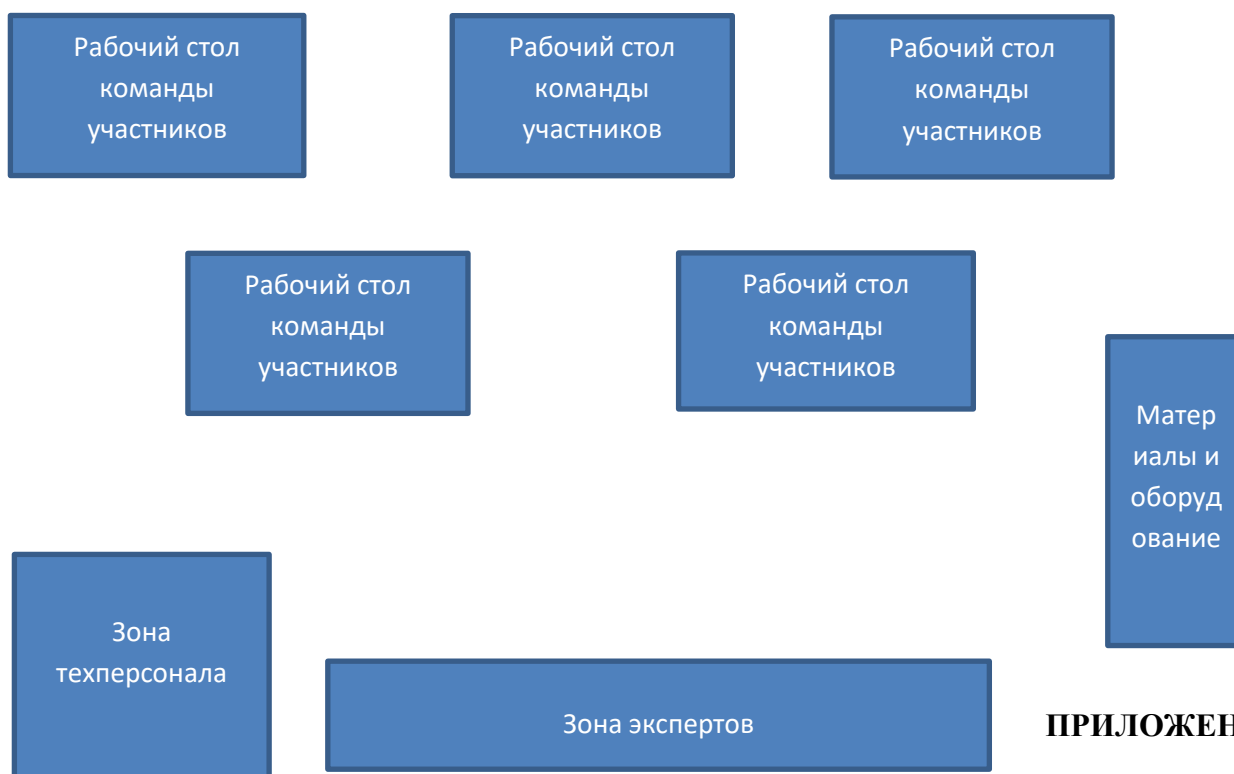 Рабочий стол
команды
участников
Рабочий стол
команды
участников
Рабочий стол
команды
участников
Рабочий стол
команды
участников
Рабочий стол
команды
участников
Матер
иалы и
оборуд
ование
Зона
техперсонала
Зона экспертов
ПРИЛОЖЕН